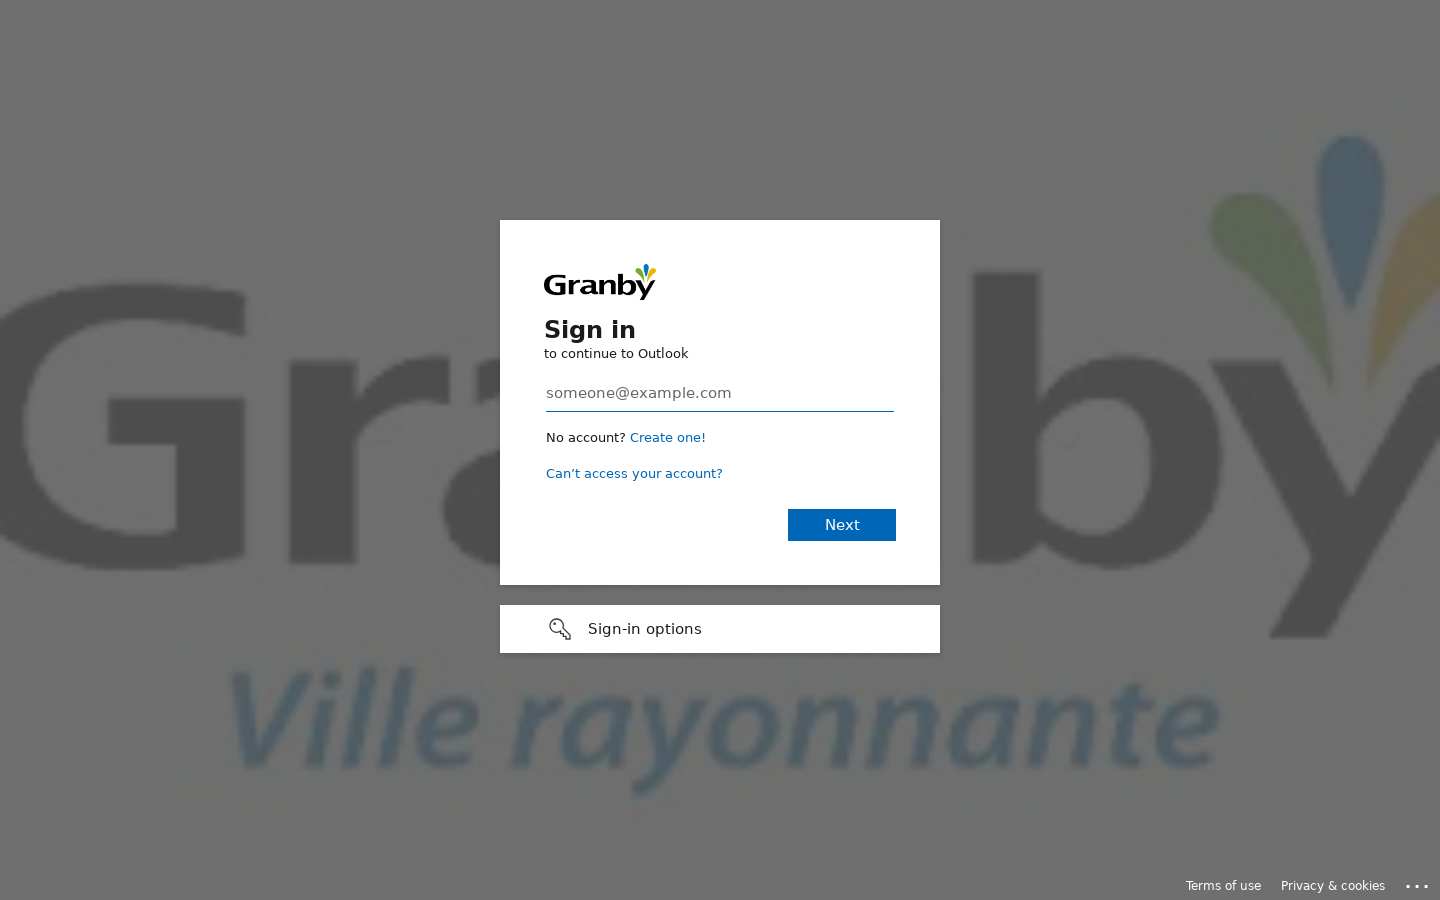 Granby
Sign in
to continue to Outlook
someone@example.com
No account? Create one!
Can’t access your account?
Next
Sign-in options
Granby
Ville rayonnante
Terms of use
Privacy & cookies